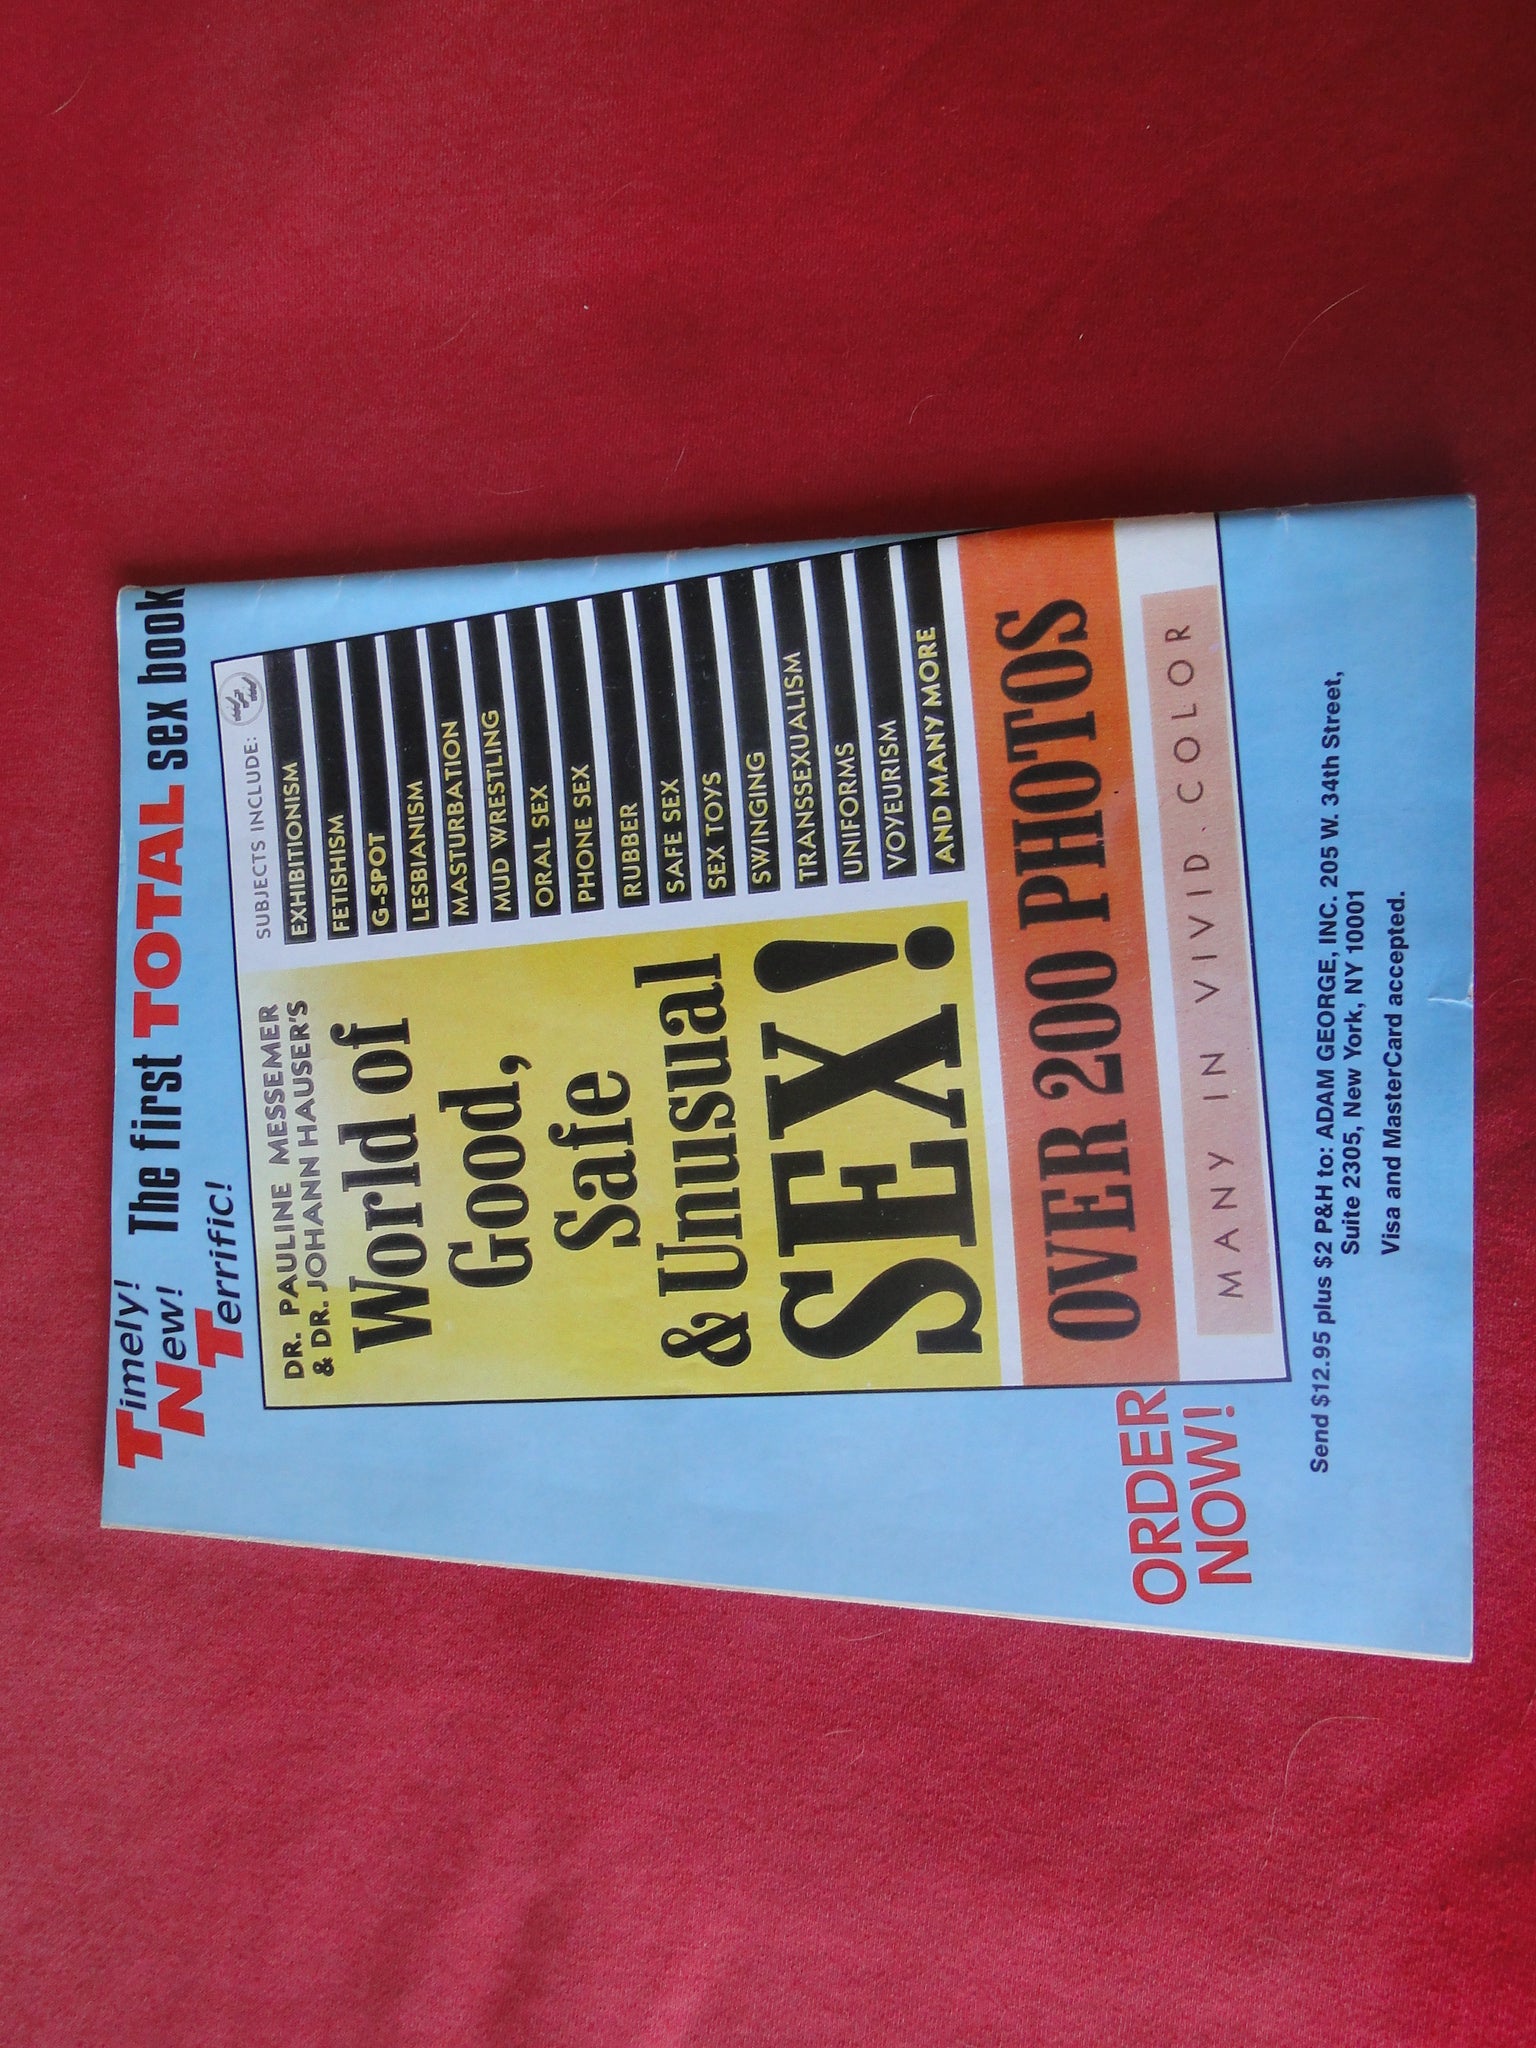 Timely!
New! The first TOTAL sex book
Terrific!
DR. PAULINE MESSEMER
& DR. JOHANN HAUSER'S
World of
Good,
Safe
& Unusual
SEX!
SUBJECTS INCLUDE:
EXHIBITIONISM
FETISHISM
G-SPOT
LESBIANISM
MASTURBATION
MUD WRESTLING
ORAL SEX
PHONE SEX
RUBBER
SAFE SEX
SEX TOYS
SWINGING
TRANSSEXUALISM
UNIFORMS
VOYEURISM
AND MANY MORE
OVER 200 PHOTOS
MANY IN VIVID COLOR
ORDER
NOW!
Send $12.95 plus $2 P&H to: ADAM GEORGE, INC. 205 W. 34th Street,
Suite 2305, New York, NY 10001
Visa and MasterCard accepted.